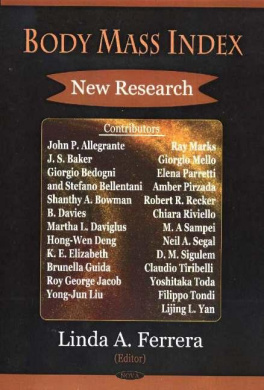 BODY MASS INDEX
New Research
Contributors
John P. Allegrante
J. S. Baker
Giorgio Bedogni
and Stefano Bellentani
Shanthy A. Bowman
B. Davies
Martha L. Daviglus
Hong-Wen Deng
K. E. Elizabeth
Brunella Guida
Roy George Jacob
Yong-Jun Liu
Ray Marks
Giorgio Mello
Elena Parretti
Amber Pirzada
Robert R. Recker
Chiara Riviello
M. A Sampei
Neil A. Segal
D. M. Sigulem
Claudio Tiribelli
Yoshitaka Toda
Filippo Tondi
Lijing L. Yan
Linda A. Ferrera
(Editor)
NOVA